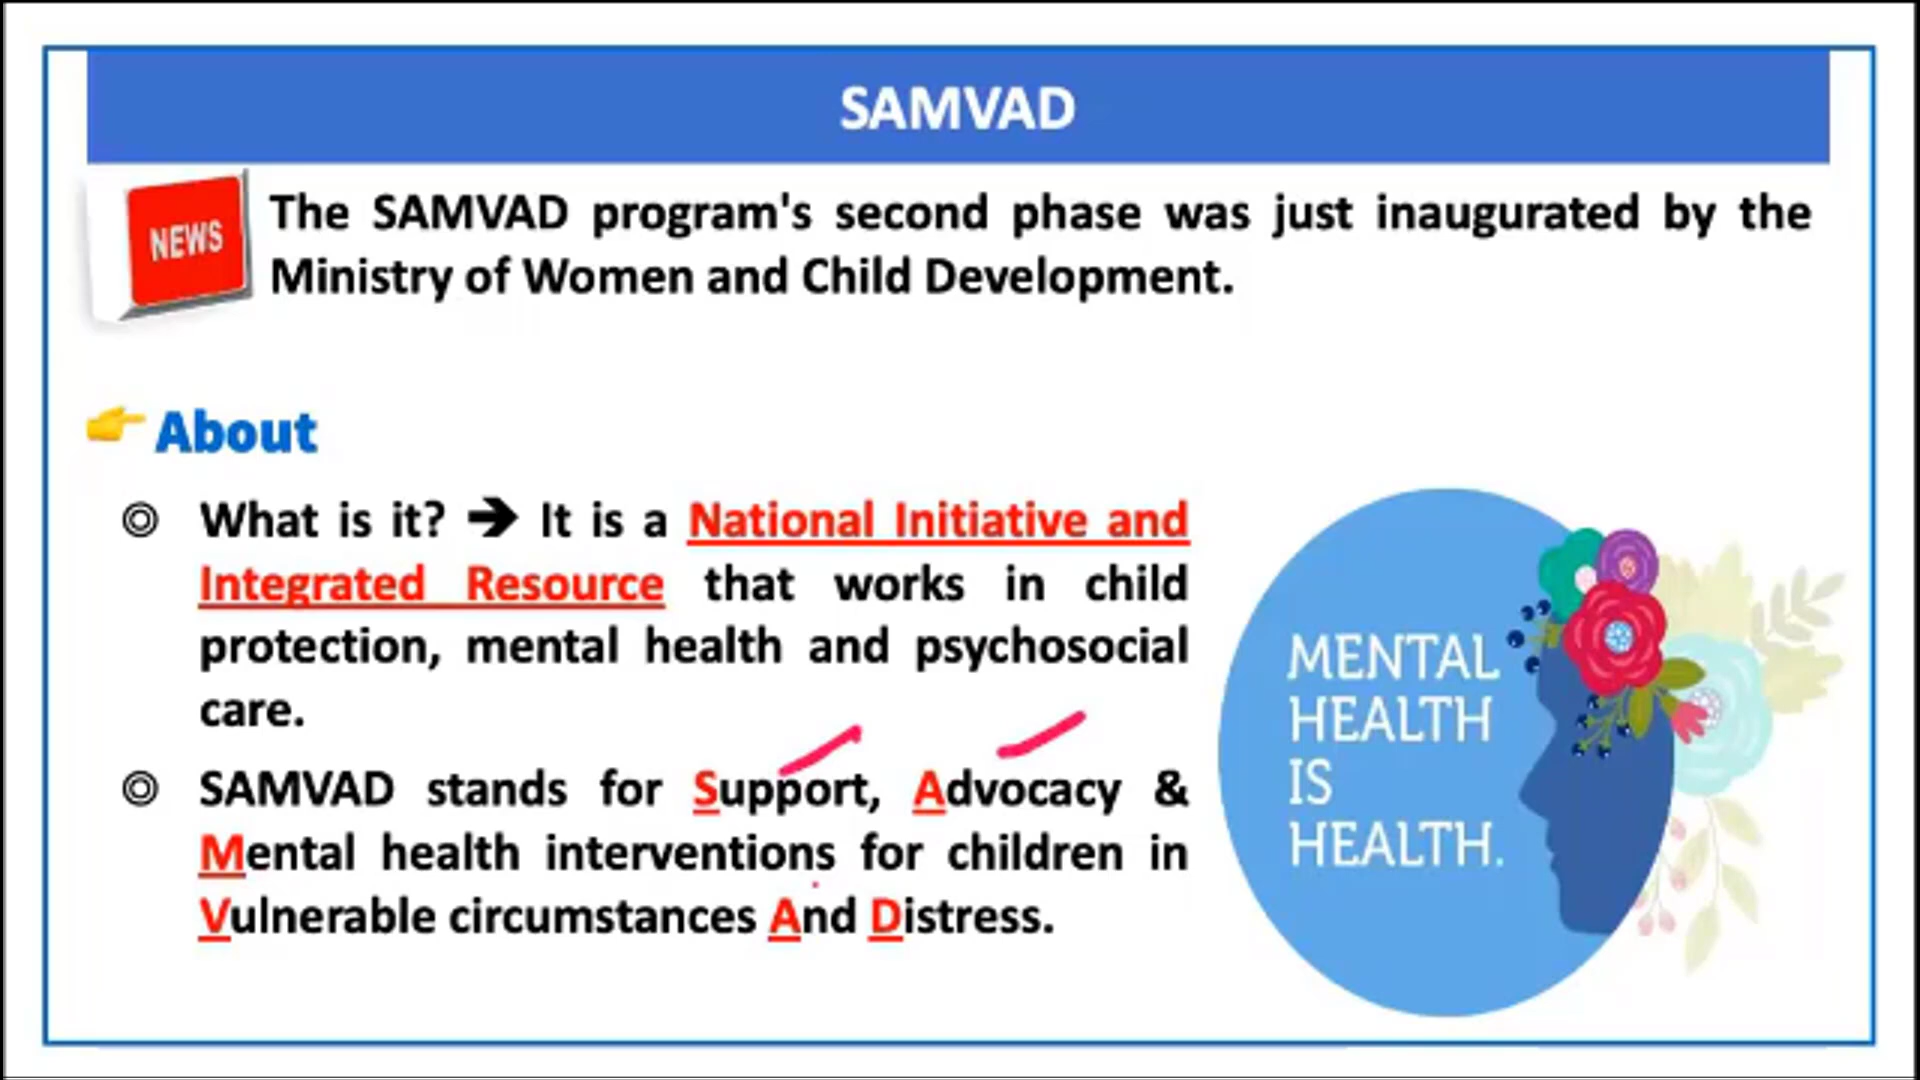 SAMVAD
NEWS
The SAMVAD program's second phase was just inaugurated by the
Ministry of Women and Child Development.
About
What is it? ➔ It is a National Initiative and
Integrated Resource that works in child
protection, mental health and psychosocial
care.
SAMVAD stands for Support, Advocacy &
Mental health interventions for children in
Vulnerable circumstances And Distress.
MENTAL
HEALTH
IS
HEALTH.